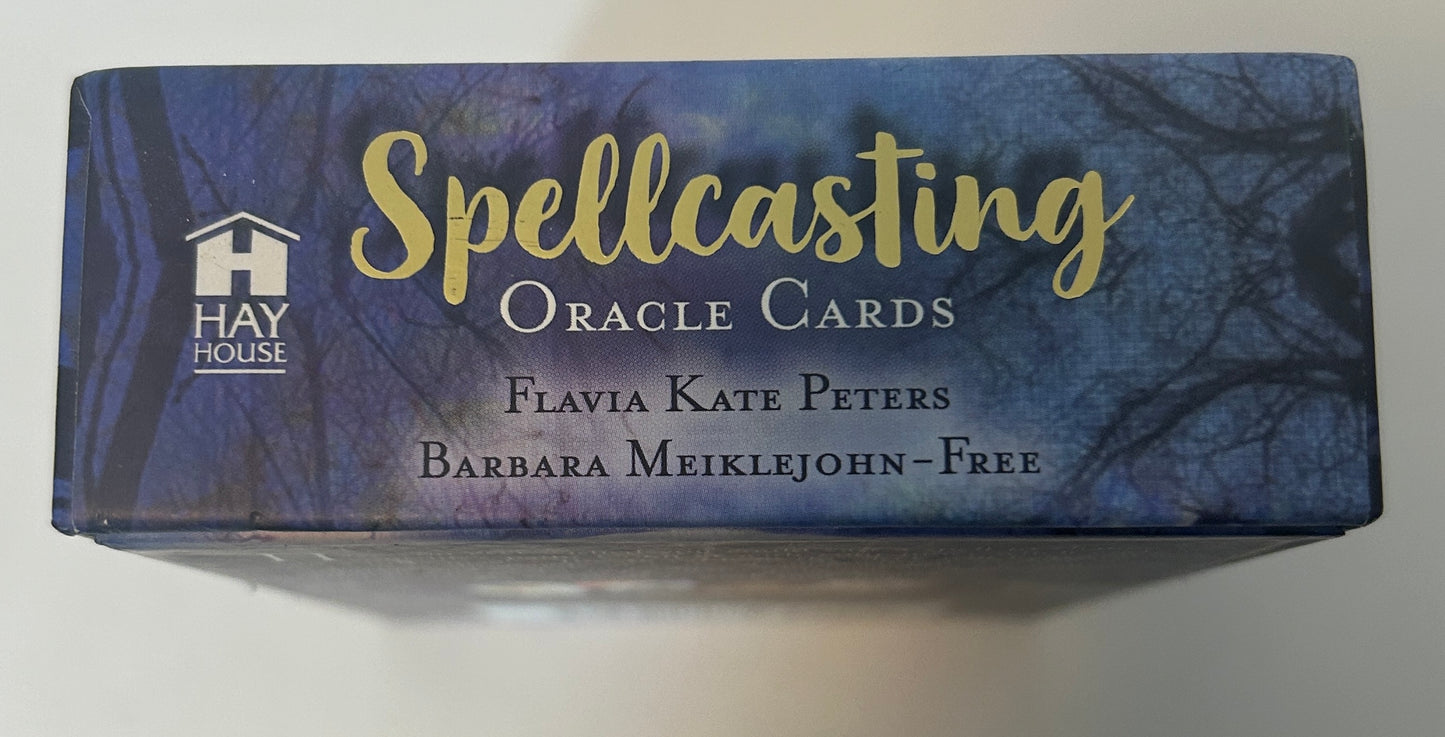 Spellcasting
ORACLE CARDS
HAY
HOUSE
FLAVIA KATE PETERS
BARBARA MEIKLEJOHN-FREE